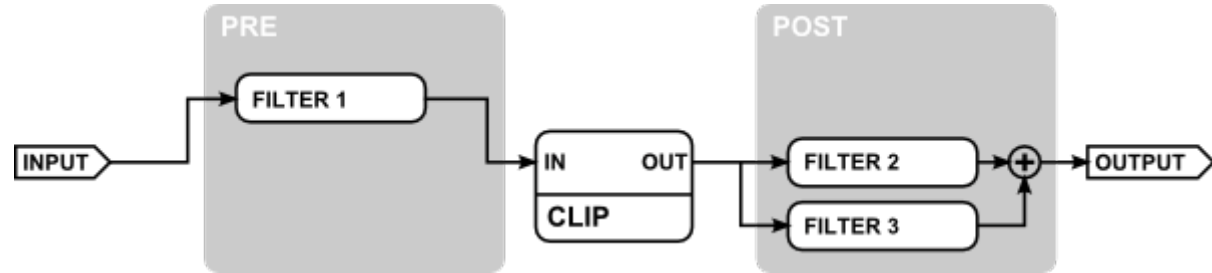 PRE
POST
FILTER 1
INPUT
IN OUT
CLIP
FILTER 2
+
OUTPUT
FILTER 3